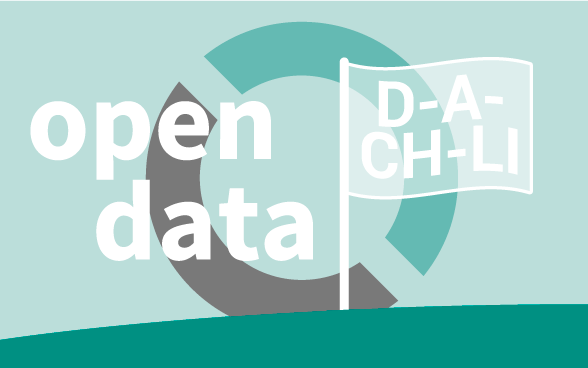 open
data
D-A-
CH-LI